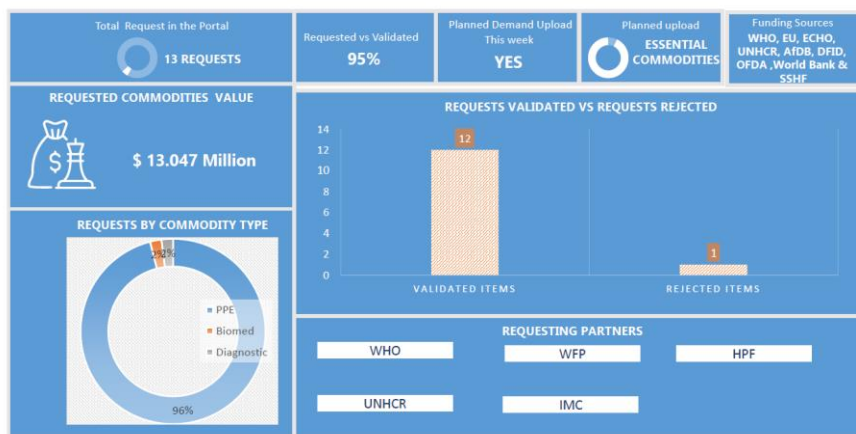 Total Request in the Portal
13 REQUESTS
Requested vs Validated
95%
Planned Demand Upload
This week
YES
Planned upload
ESSENTIAL
COMMODITIES
Funding Sources
WHO, EU, ECHO,
UNHCR, AfDB, DFID,
OFDA ,World Bank &
SSHF
REQUESTED COMMODITIES VALUE
$
$ 13.047 Million
REQUESTS VALIDATED VS REQUESTS REJECTED
14
12
10
8
6
4
2
0
12
1
VALIDATED ITEMS
REJECTED ITEMS
REQUESTS BY COMMODITY TYPE
2%
2%
PPE
Biomed
Diagnostic
96%
REQUESTING PARTNERS
WHO
WFP
HPF
UNHCR
IMC